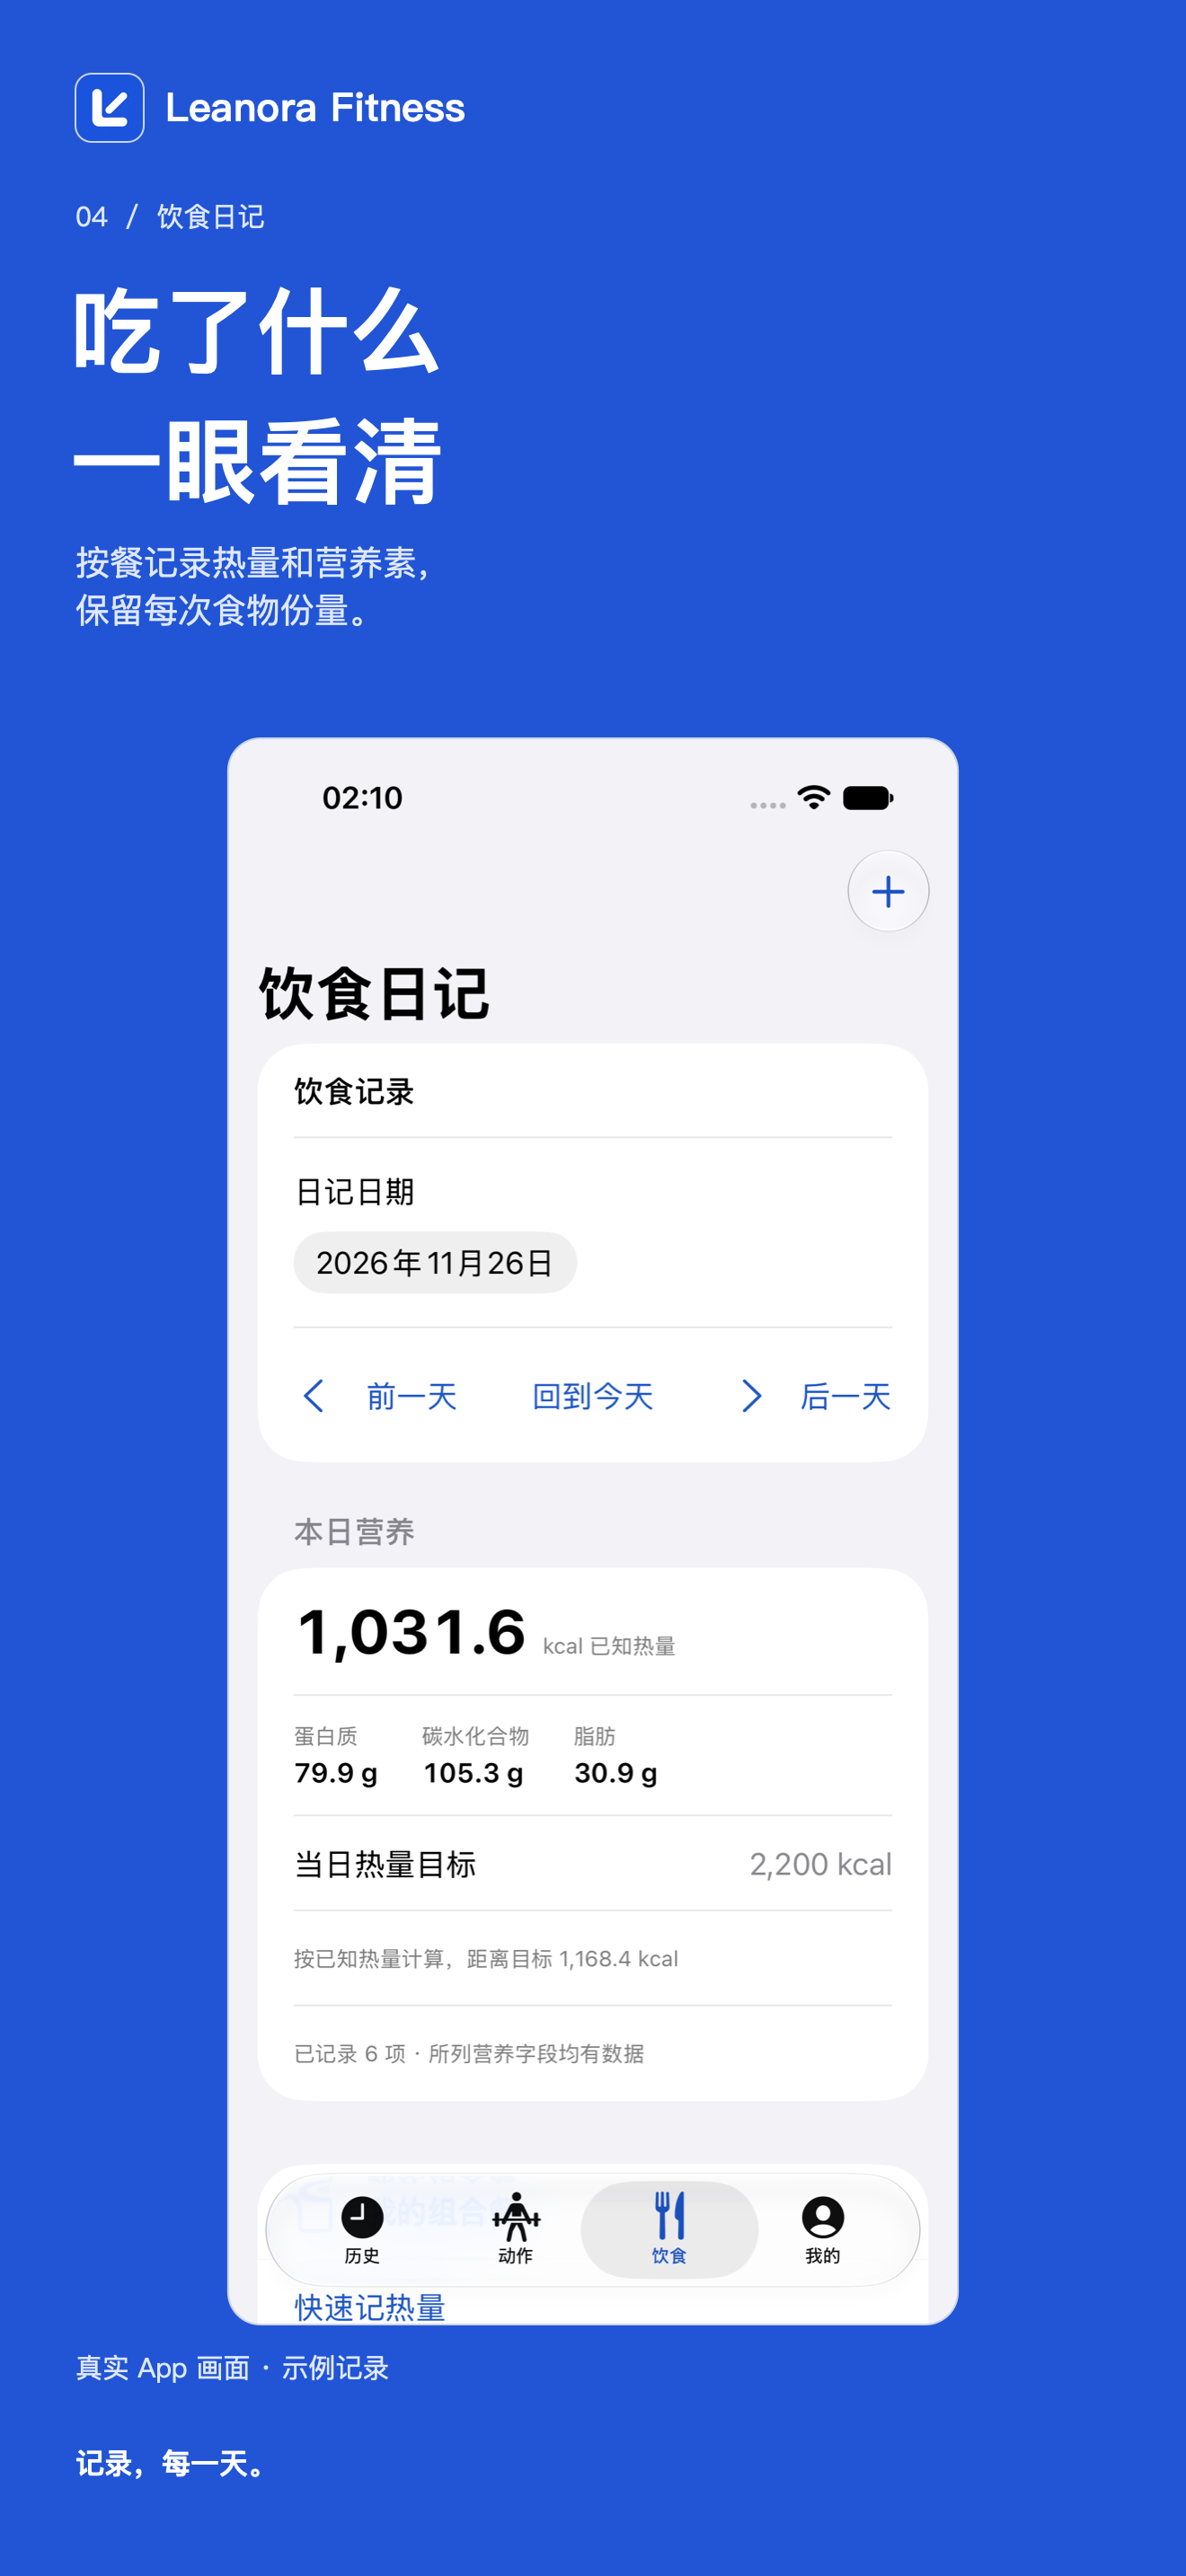 Leanora Fitness
04 / 饮食日记
吃了什么
一眼看清
按餐记录热量和营养素，
保留每次食物份量。
02:10
饮食日记
饮食记录
日记日期
2026年11月26日
前一天 回到今天 后一天
本日营养
1,031.6 kcal 已知热量
蛋白质 碳水化合物 脂肪
79.9 g 105.3 g 30.9 g
当日热量目标 2,200 kcal
按已知热量计算，距离目标 1,168.4 kcal
已记录 6 项 · 所列营养字段均有数据
的组合
历史 动作 饮食 我的
快速记热量
真实 App 画面 · 示例记录
记录，每一天。